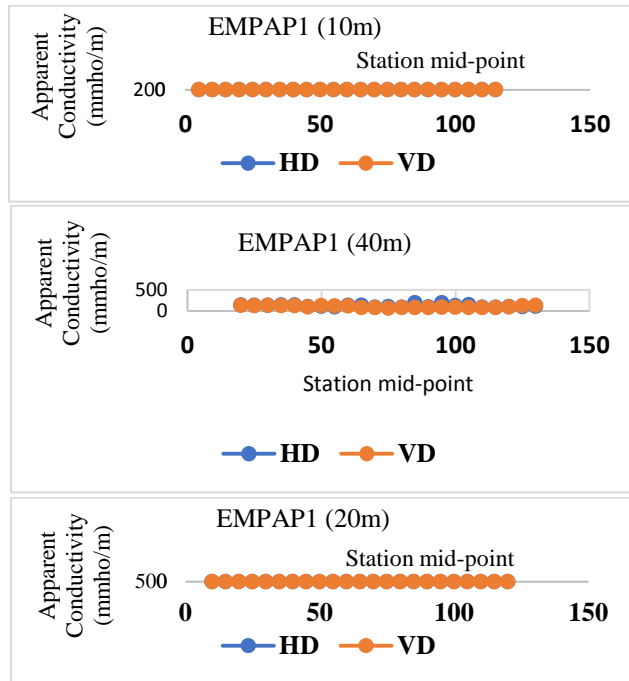 EMPAP1 (10m)
Station mid-point
Apparent
Conductivity
(mmho/m)
200
0 50 100 150
HD VD
EMPAP1 (40m)
Apparent
Conductivity
(mmho/m)
500
0
0 50 100 150
Station mid-point
HD VD
EMPAP1 (20m)
Station mid-point
Apparent
Conductivity
(mmho/m)
500
0 50 100 150
HD VD